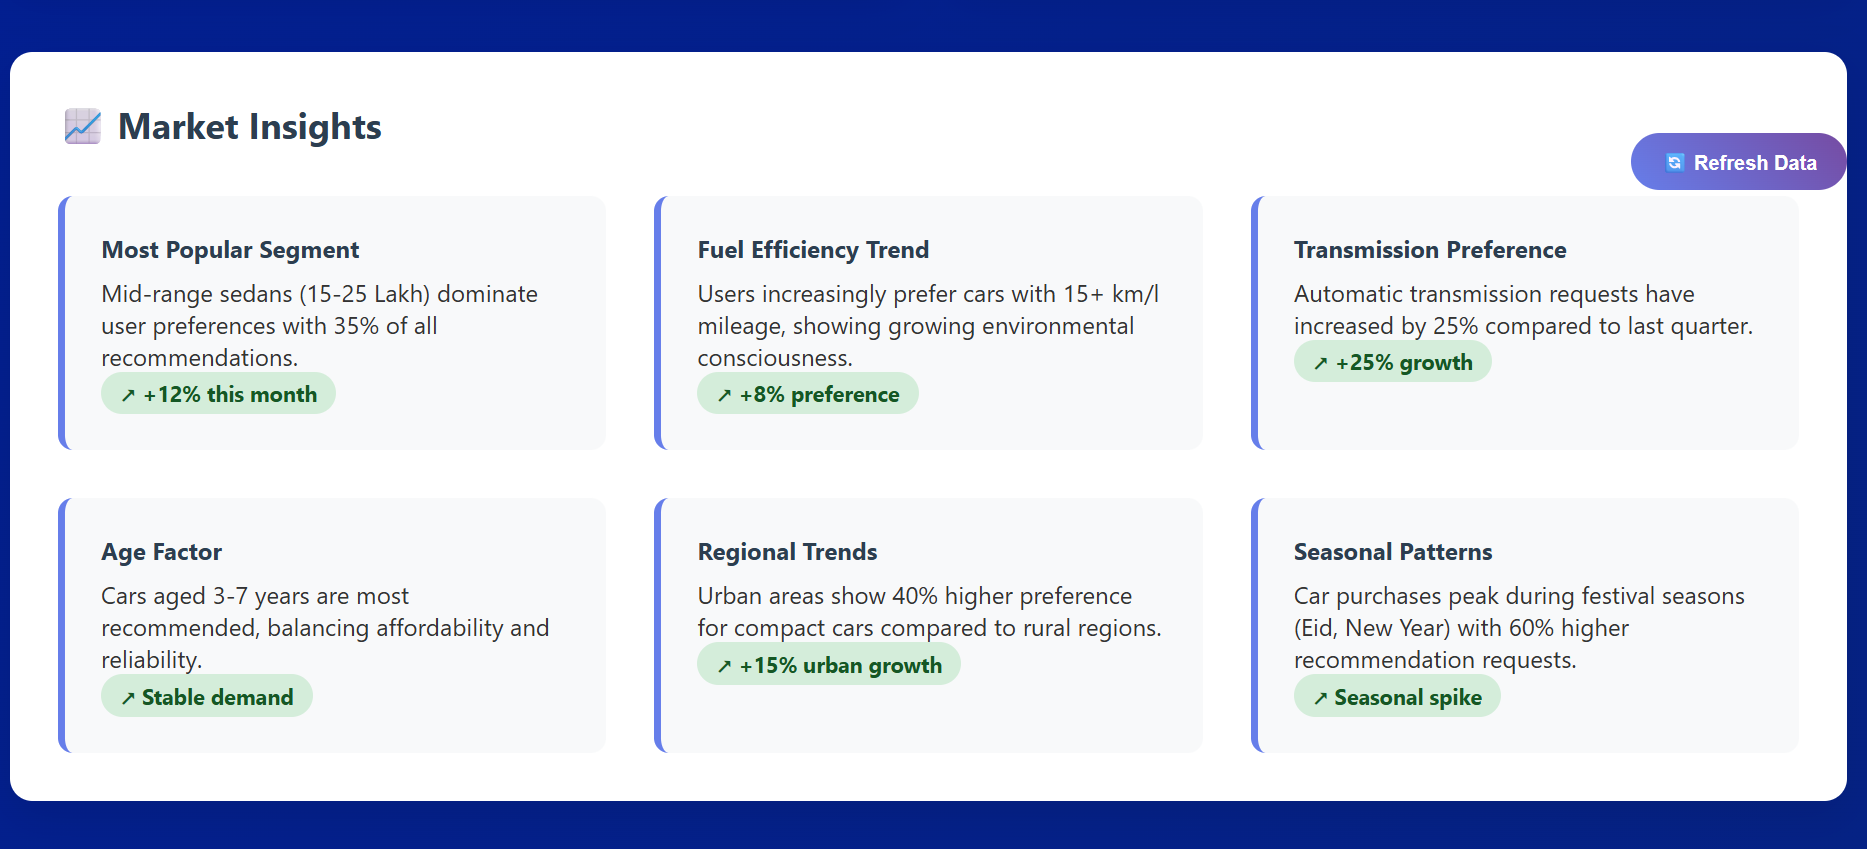 Market Insights
Refresh Data
Most Popular Segment
Mid-range sedans (15-25 Lakh) dominate
user preferences with 35% of all
recommendations.
↗ +12% this month
Fuel Efficiency Trend
Users increasingly prefer cars with 15+ km/l
mileage, showing growing environmental
consciousness.
↗ +8% preference
Transmission Preference
Automatic transmission requests have
increased by 25% compared to last quarter.
↗ +25% growth
Age Factor
Cars aged 3-7 years are most
recommended, balancing affordability and
reliability.
↗ Stable demand
Regional Trends
Urban areas show 40% higher preference
for compact cars compared to rural regions.
↗ +15% urban growth
Seasonal Patterns
Car purchases peak during festival seasons
(Eid, New Year) with 60% higher
recommendation requests.
↗ Seasonal spike